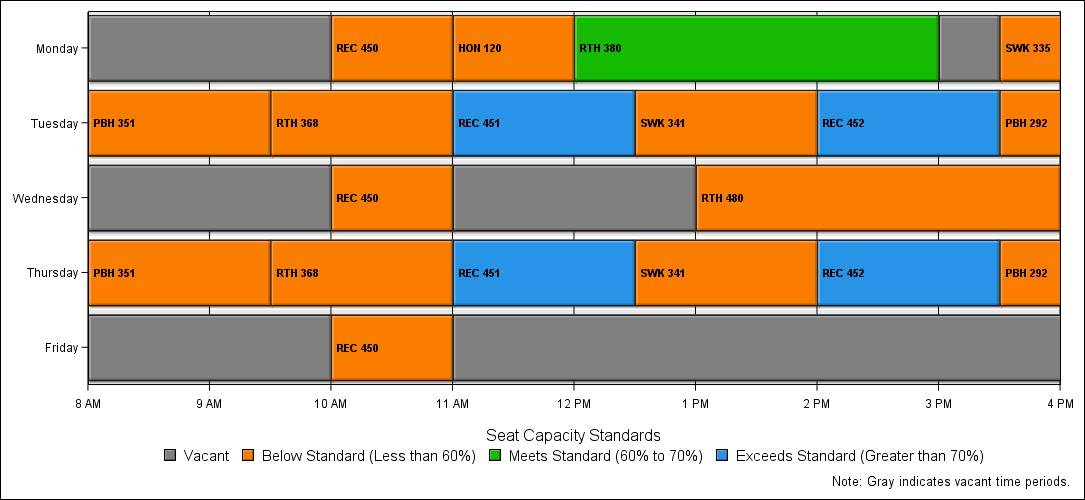 Monday REC 450 HON 120 RTH 380 SWK 335
Tuesday PBH 351 RTH 368 REC 451 SWK 341 REC 452 PBH 292
Wednesday REC 450 RTH 480
Thursday PBH 351 RTH 368 REC 451 SWK 341 REC 452 PBH 292
Friday REC 450
8 AM 9 AM 10 AM 11 AM 12 PM 1 PM 2 PM 3 PM 4 PM
Seat Capacity Standards
Vacant Below Standard (Less than 60%) Meets Standard (60% to 70%) Exceeds Standard (Greater than 70%)
Note: Gray indicates vacant time periods.